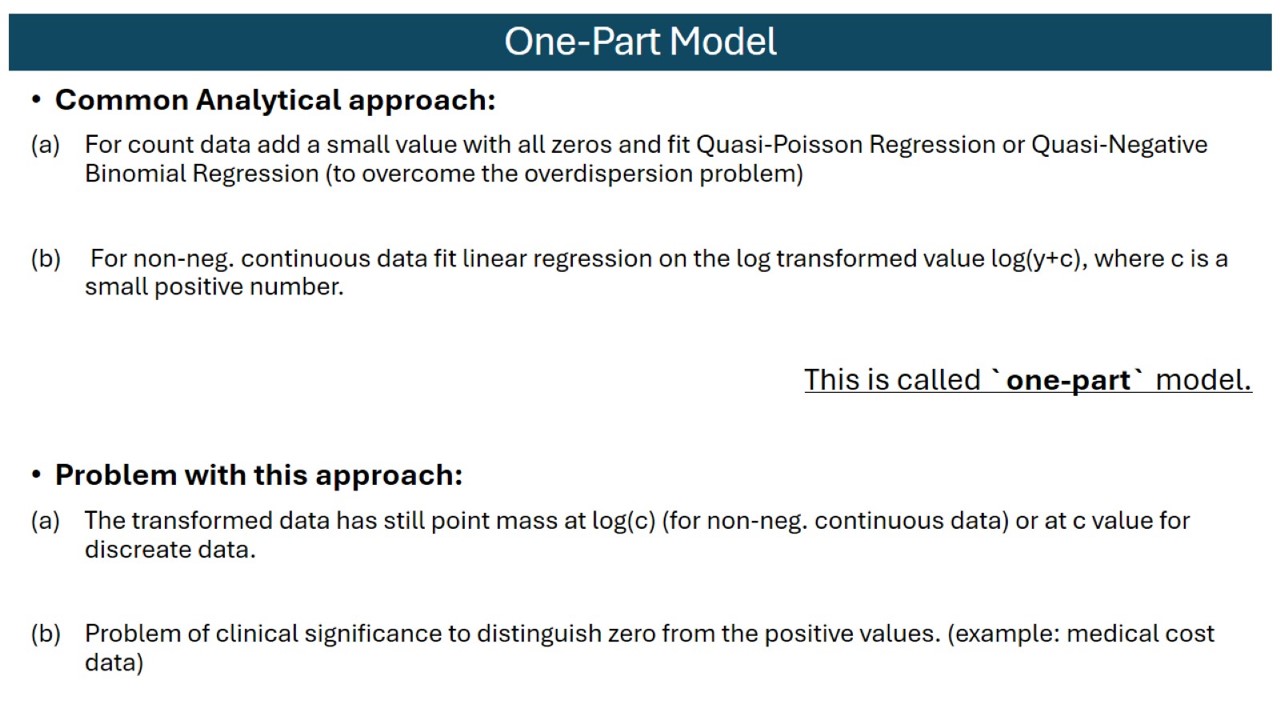 One-Part Model
• Common Analytical approach:
(a) For count data add a small value with all zeros and fit Quasi-Poisson Regression or Quasi-Negative
Binomial Regression (to overcome the overdispersion problem)
(b) For non-neg. continuous data fit linear regression on the log transformed value log(y+c), where c is a
small positive number.
This is called `one-part` model.
• Problem with this approach:
(a) The transformed data has still point mass at log(c) (for non-neg. continuous data) or at c value for
discreate data.
(b) Problem of clinical significance to distinguish zero from the positive values. (example: medical cost
data)